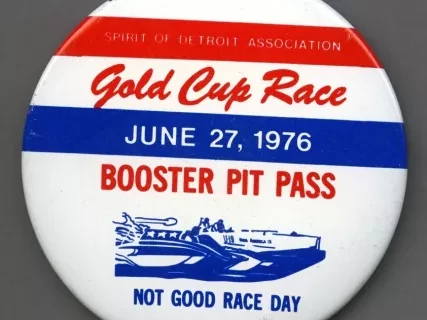 SPIRIT OF DETROIT ASSOCIATION
Gold Cup Race
JUNE 27, 1976
BOOSTER PIT PASS
NOT GOOD RACE DAY